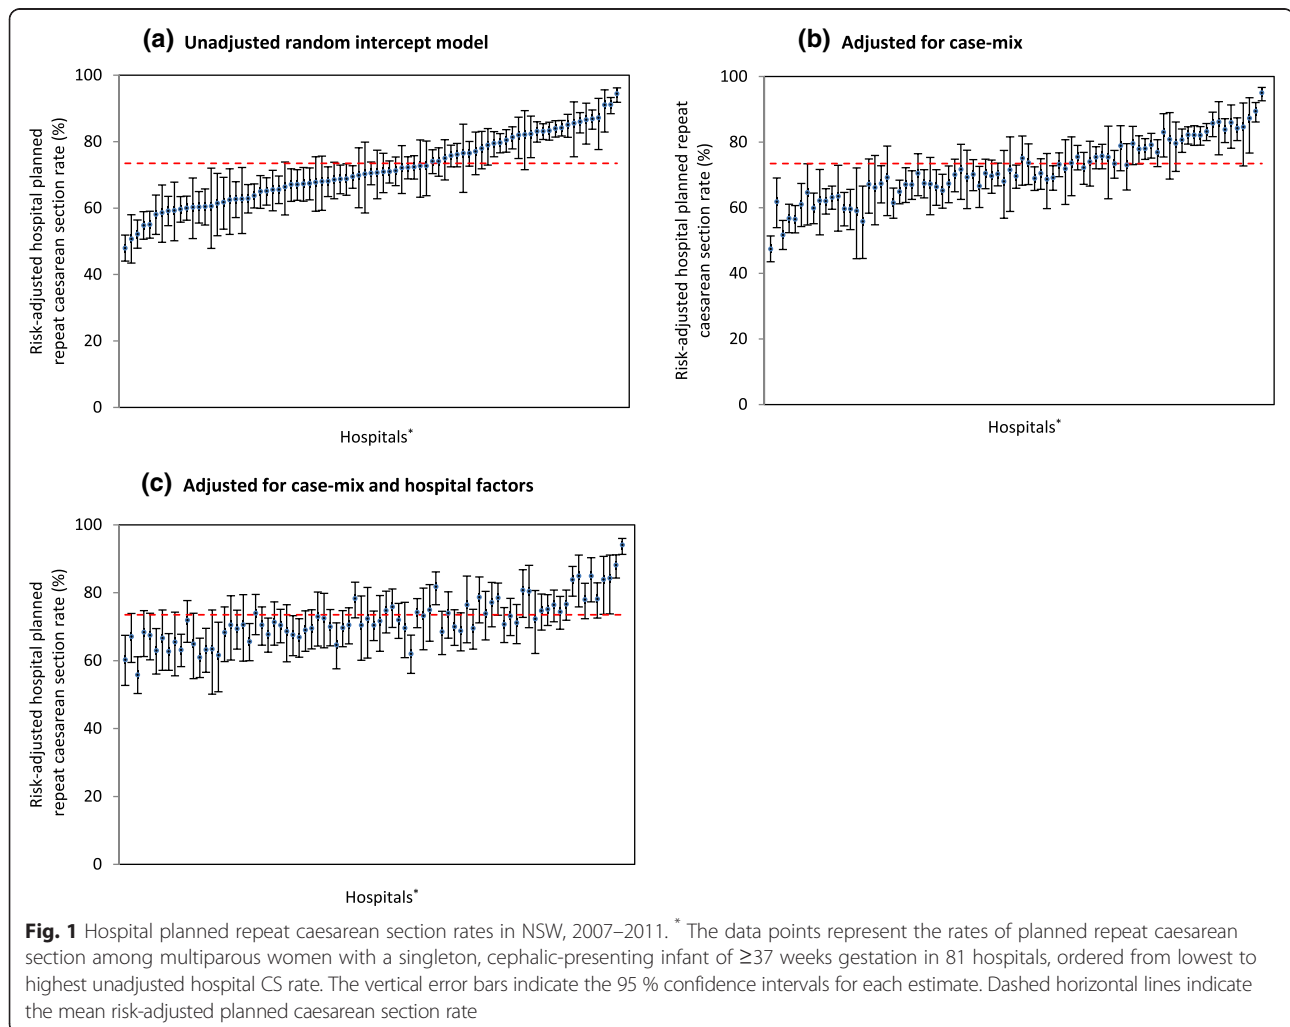 (a) Unadjusted random intercept model
Risk-adjusted hospital planned
repeat caesarean section rate (%)
100
80
60
40
20
0
Hospitals*
(b) Adjusted for case-mix
Risk-adjusted hospital planned repeat
caesarean section rate (%)
100
80
60
40
20
0
Hospitals*
(c) Adjusted for case-mix and hospital factors
Risk-adjusted hospital planned
repeat caesarean section rate (%)
100
80
60
40
20
0
Hospitals*
Fig. 1 Hospital planned repeat caesarean section rates in NSW, 2007–2011. * The data points represent the rates of planned repeat caesarean
section among multiparous women with a singleton, cephalic-presenting infant of ≥37 weeks gestation in 81 hospitals, ordered from lowest to
highest unadjusted hospital CS rate. The vertical error bars indicate the 95 % confidence intervals for each estimate. Dashed horizontal lines indicate
the mean risk-adjusted planned caesarean section rate